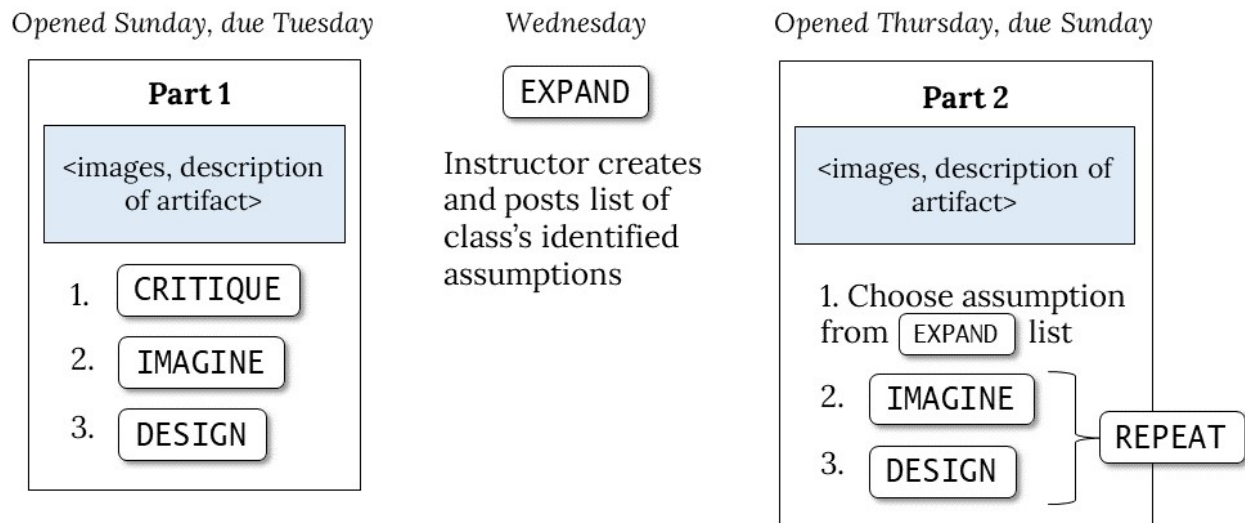 Opened Sunday, due Tuesday
Part 1
<images, description
of artifact>
1. CRITIQUE
2. IMAGINE
3. DESIGN
Wednesday
EXPAND
Instructor creates
and posts list of
class’s identified
assumptions
Opened Thursday, due Sunday
Part 2
<images, description of
artifact>
1. Choose assumption
from EXPAND list
2. IMAGINE
3. DESIGN
REPEAT